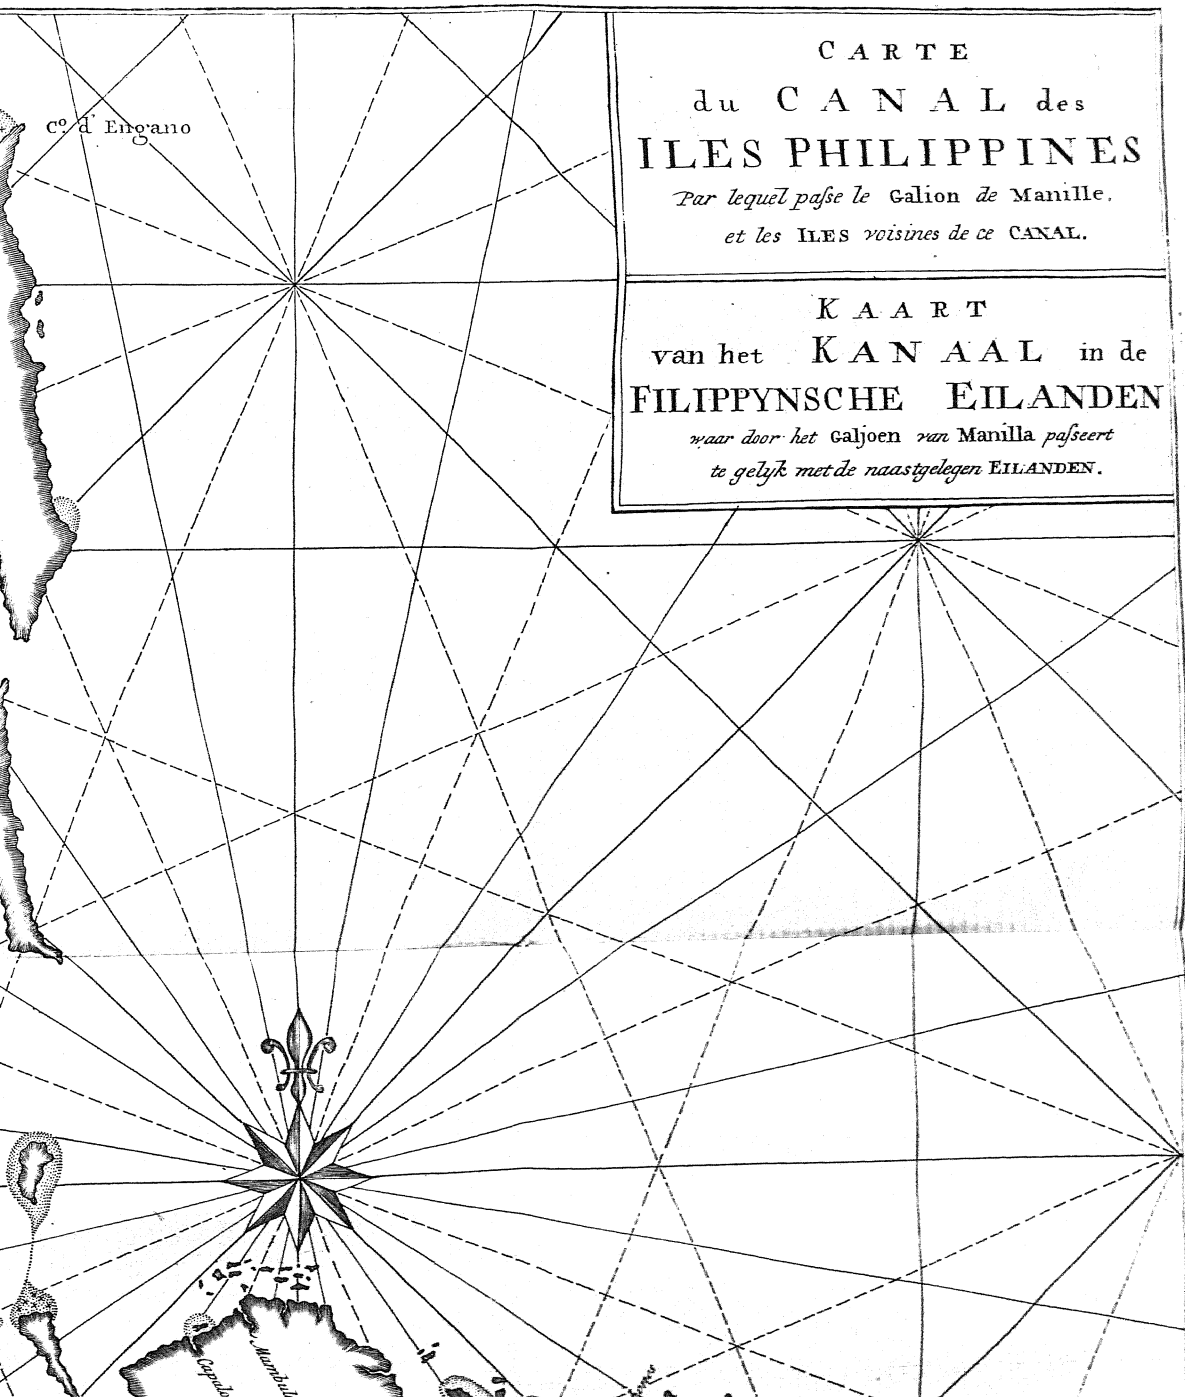 CARTE
du CANAL des
ILES PHILIPPINES
Par lequel paſse le Galion de Manille,
et les ILES voisines de ce CANAL.
KAART
van het KANAAL in de
FILIPPYNSCHE EILANDEN
waar door het Galjoen van Manilla paſseert
te gelyk met de naastgelegen EILANDEN.
Co. d'Engano